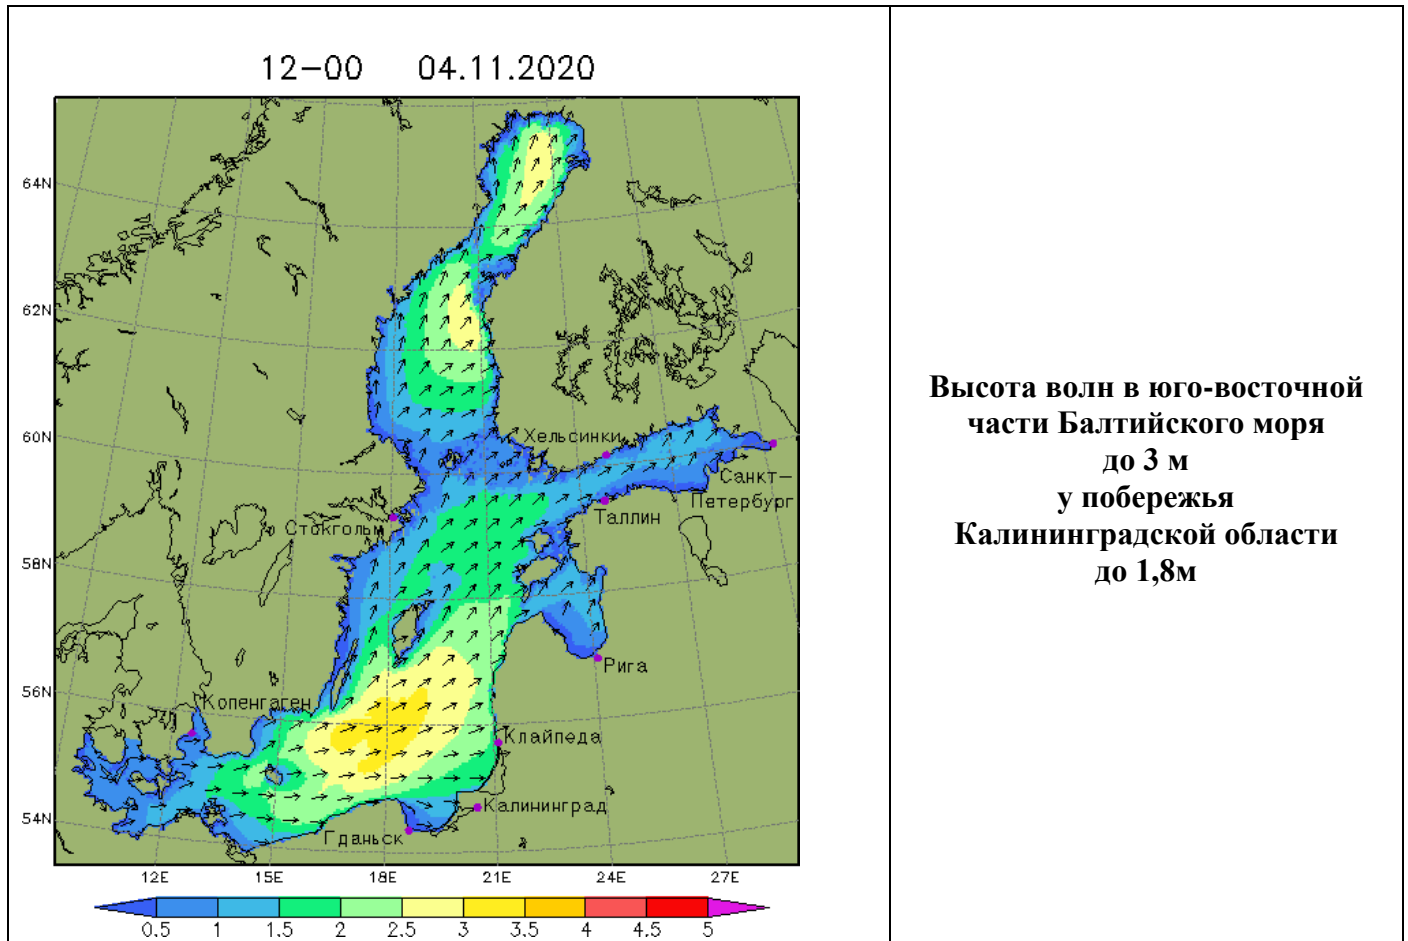 12-00 04.11.2020
64N
62N
60N
58N
56N
54N
Хельсинки
Санкт-
Петербург
Таллин
Стокгольм
Рига
Копенгаген
Клайпеда
Калининград
Гданьск
12E 15E 18E 21E 24E 27E
0,5 1 1,5 2 2,5 3 3,5 4 4,5 5
Высота волн в юго-восточной
части Балтийского моря
до 3 м
у побережья
Калининградской области
до 1,8м